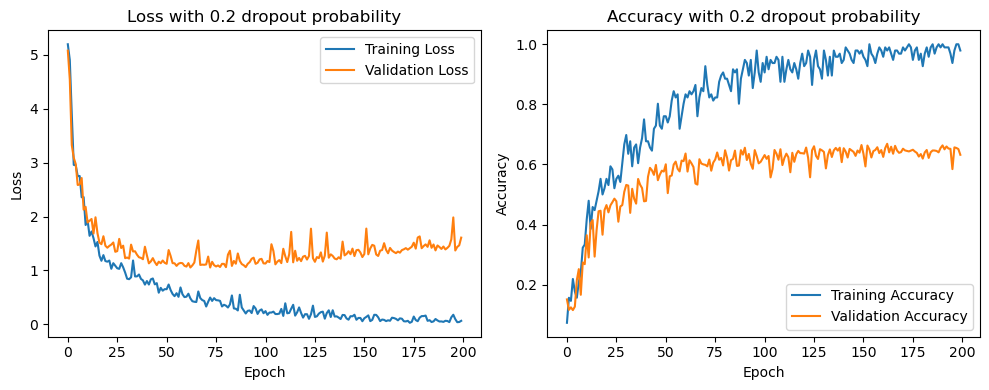 Loss with 0.2 dropout probability
Training Loss
Validation Loss
Loss
5
4
3
2
1
0
0 25 50 75 100 125 150 175 200
Epoch
Accuracy with 0.2 dropout probability
Accuracy
1.0
0.8
0.6
0.4
0.2
Training Accuracy
Validation Accuracy
0 25 50 75 100 125 150 175 200
Epoch